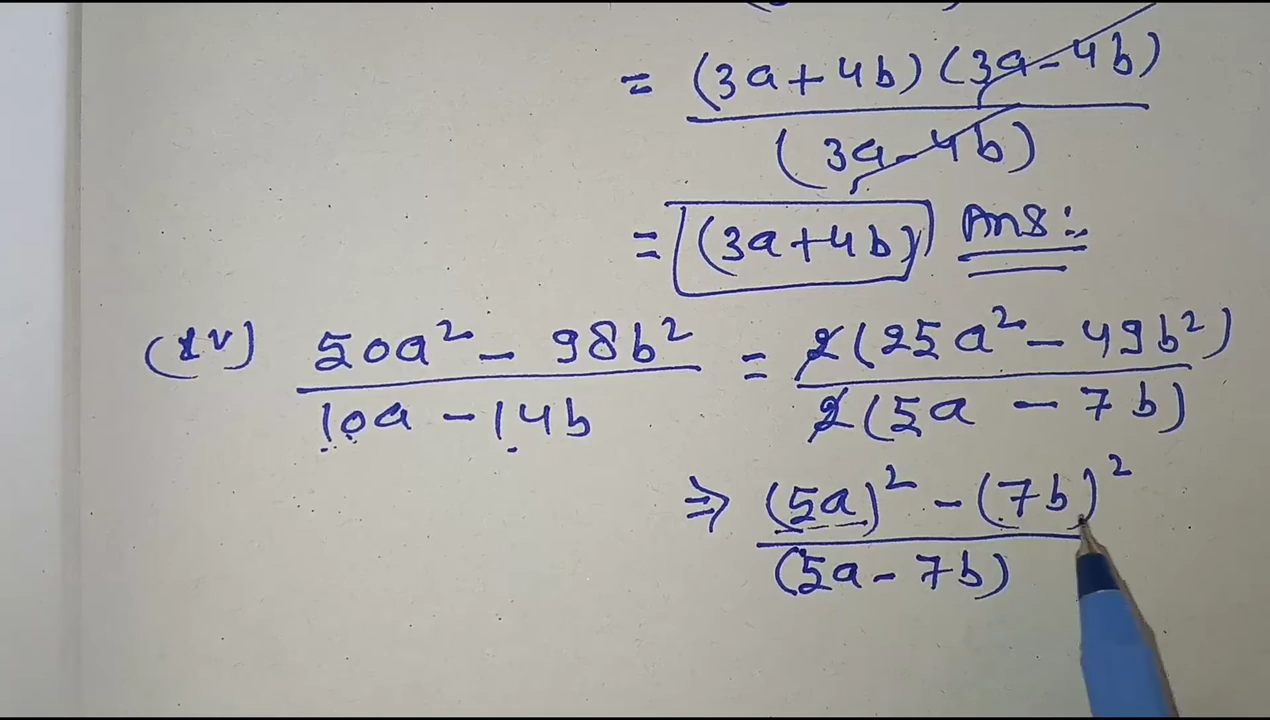 = (3a+4b) (3a-4b)
(3a-4b)
= (3a+4b) Ans:
(iv) 50a² - 98b² = 2(25a² - 49b²)
10a - 14b 2(5a - 7b)
⇒ (5a)² - (7b)²
(5a - 7b)